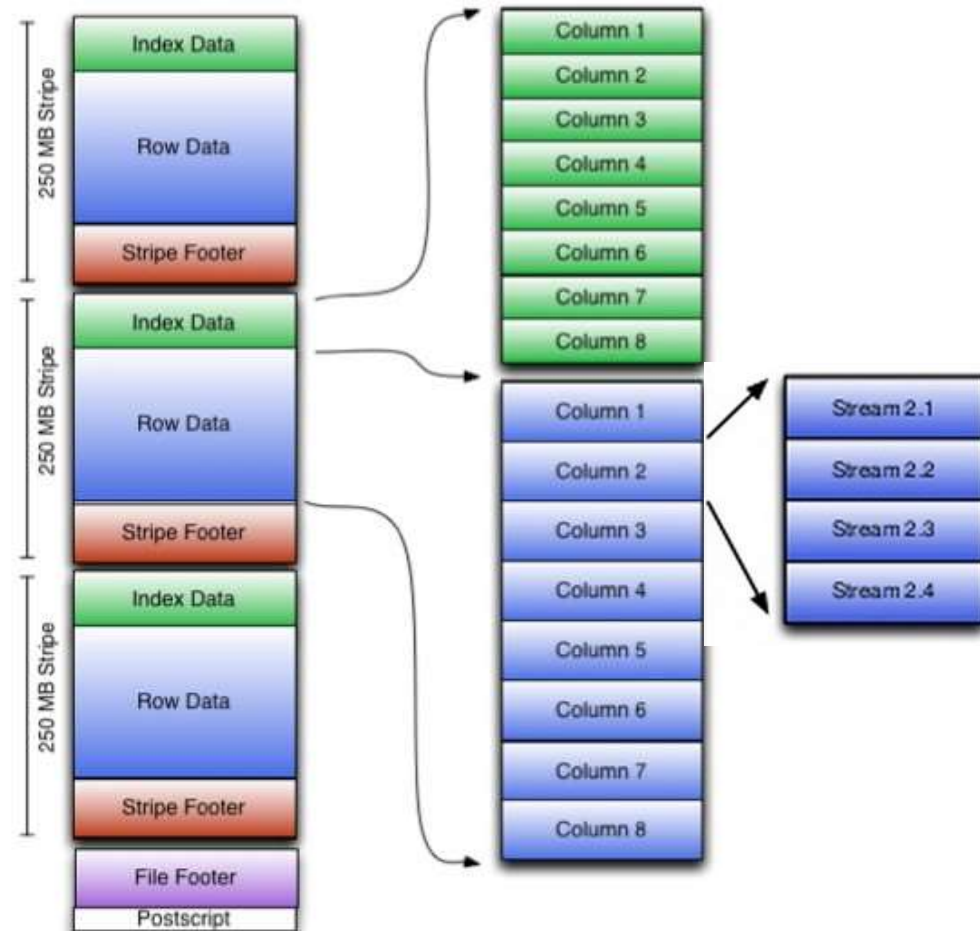 250 MB Stripe
Index Data
Row Data
Stripe Footer
250 MB Stripe
Index Data
Row Data
Stripe Footer
250 MB Stripe
Index Data
Row Data
Stripe Footer
File Footer
Postscript
Column 1
Column 2
Column 3
Column 4
Column 5
Column 6
Column 7
Column 8
Column 1
Column 2
Column 3
Column 4
Column 5
Column 6
Column 7
Column 8
Stream 2.1
Stream 2.2
Stream 2.3
Stream 2.4